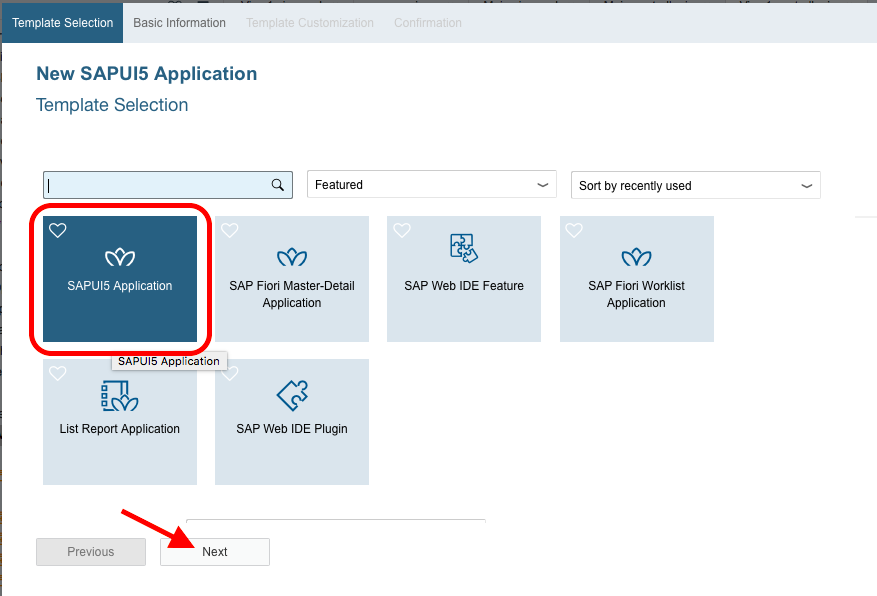 Template Selection
Basic Information
Template Customization
Confirmation
New SAPUI5 Application
Template Selection
Featured
Sort by recently used
SAPUI5 Application
SAP Fiori Master-Detail
Application
SAP Web IDE Feature
SAP Fiori Worklist
Application
SAPUI5 Application
List Report Application
SAP Web IDE Plugin
Previous
Next